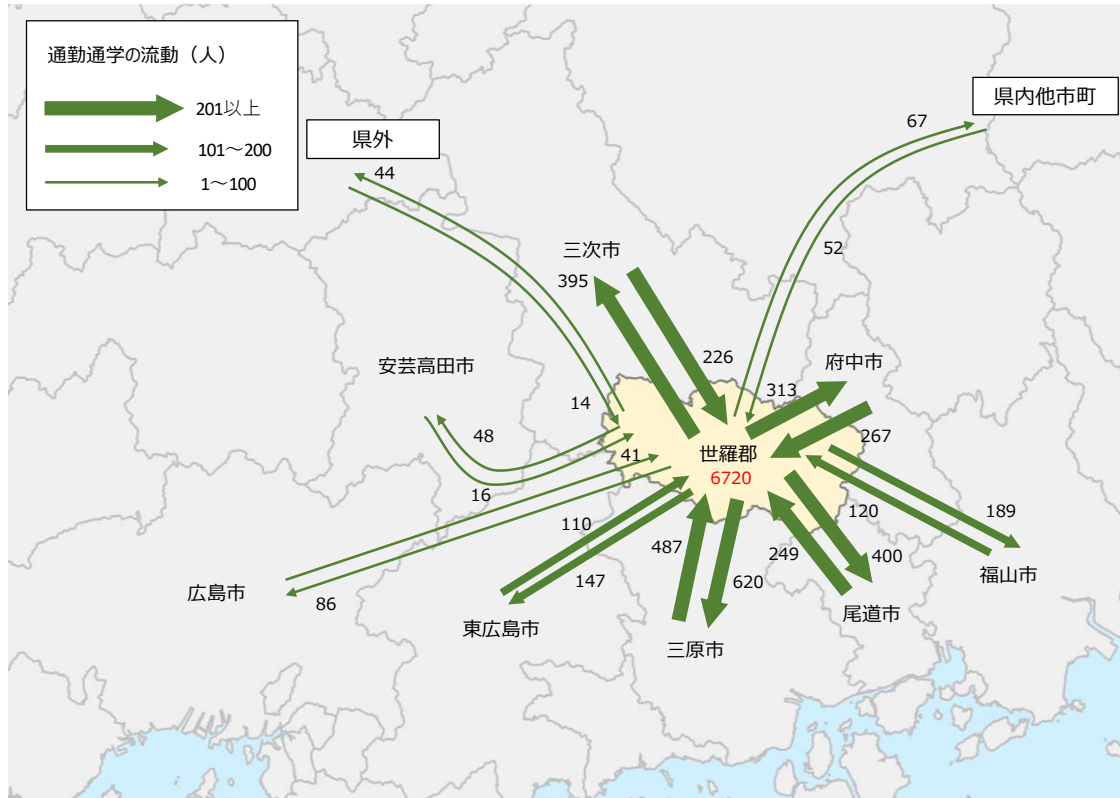 通勤通学の流動（人）
201以上
101～200
1～100
県外
県内他市町
44
67
52
三次市
395
226
安芸高田市
府中市
313
14
48
41
267
世羅郡
6720
16
110
487
249
120
189
400
147
620
広島市
86
東広島市
三原市
尾道市
福山市